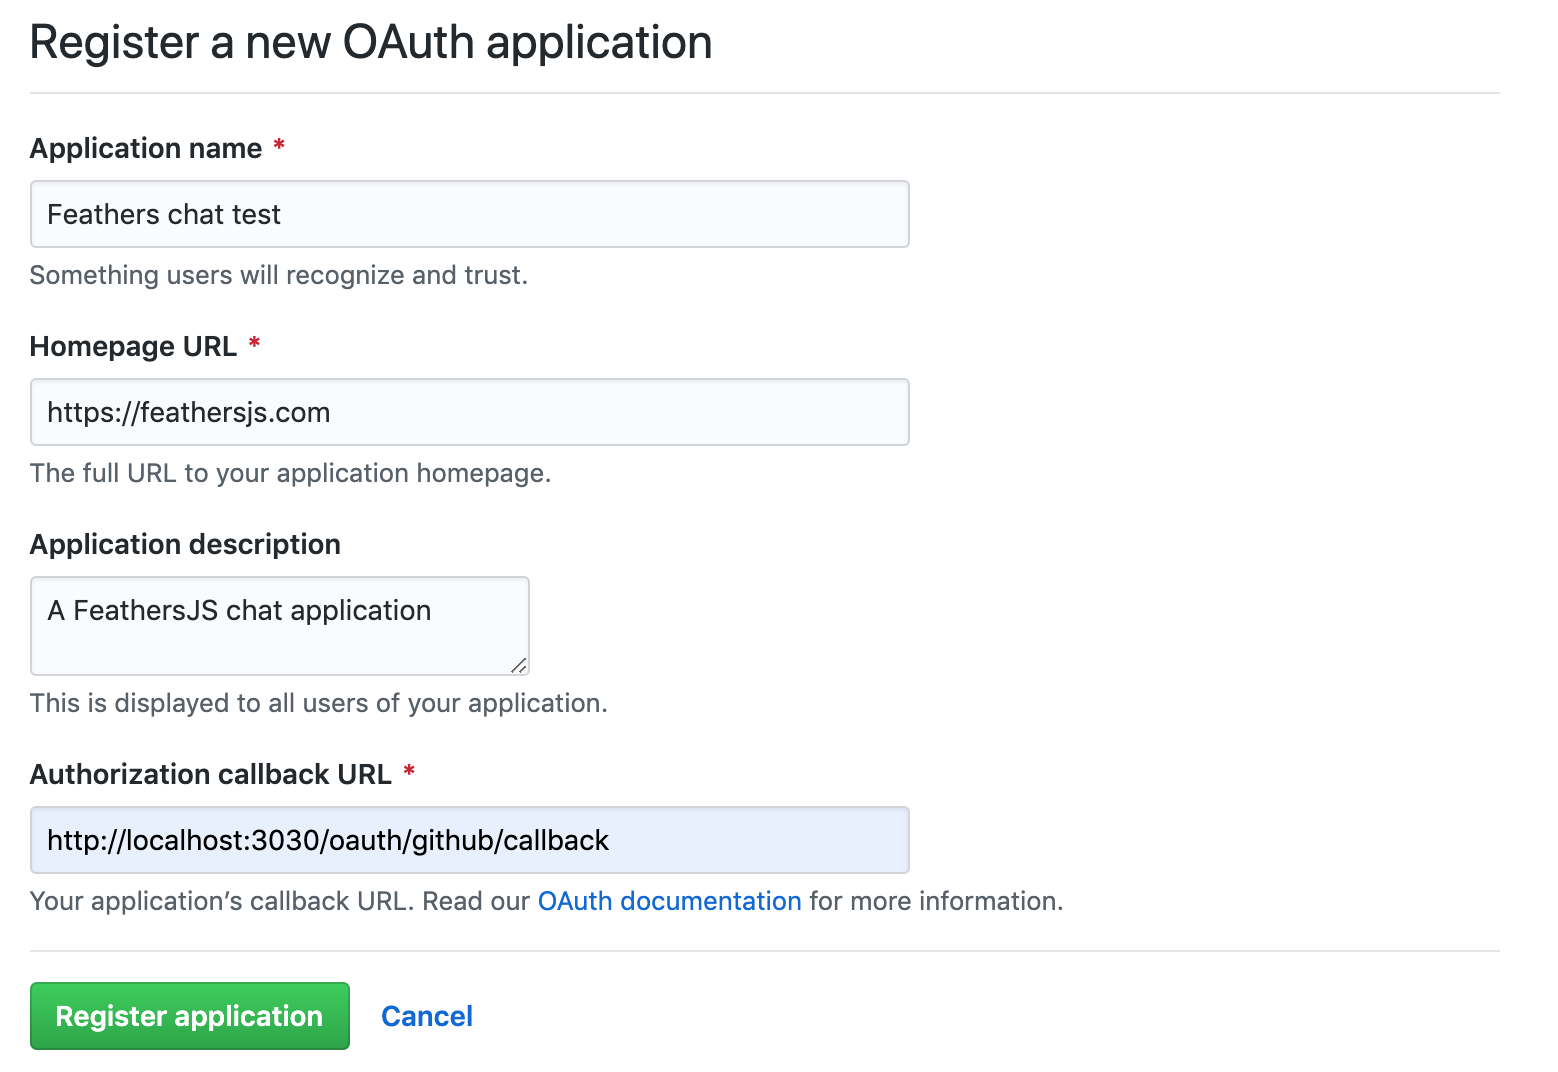 Register a new OAuth application
Application name *
Feathers chat test
Something users will recognize and trust.
Homepage URL *
https://feathersjs.com
The full URL to your application homepage.
Application description
A FeathersJS chat application
This is displayed to all users of your application.
Authorization callback URL *
http://localhost:3030/oauth/github/callback
Your application’s callback URL. Read our OAuth documentation for more information.
Register application Cancel